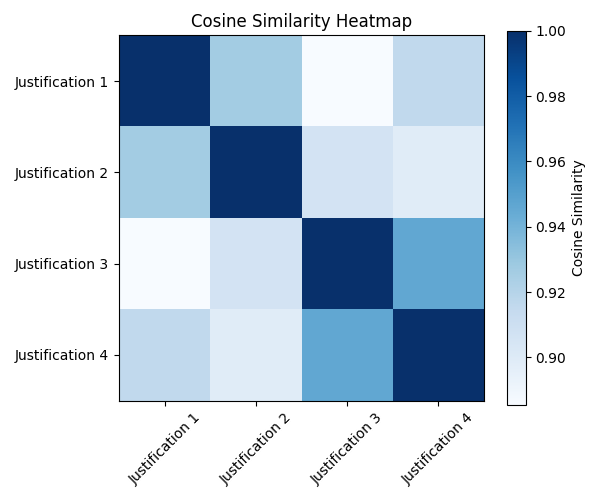 Cosine Similarity Heatmap
Justification 1
Justification 2
Justification 3
Justification 4
Justification 1
Justification 2
Justification 3
Justification 4
1.00
0.98
0.96
0.94
0.92
0.90
Cosine Similarity